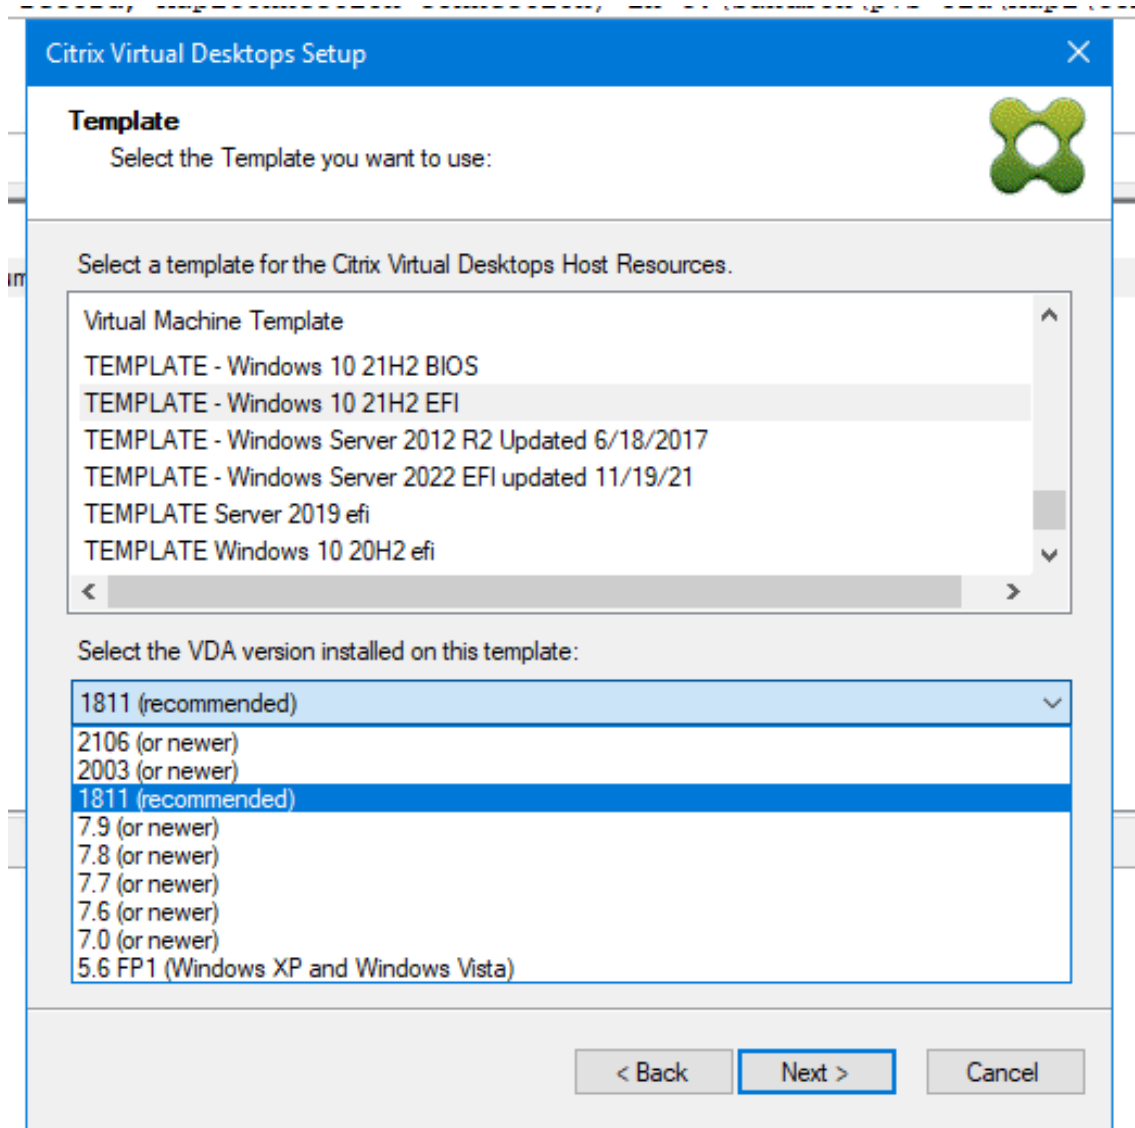 Citrix Virtual Desktops Setup
Template
Select the Template you want to use:
Select a template for the Citrix Virtual Desktops Host Resources.
Virtual Machine Template
TEMPLATE - Windows 10 21H2 BIOS
TEMPLATE - Windows 10 21H2 EFI
TEMPLATE - Windows Server 2012 R2 Updated 6/18/2017
TEMPLATE - Windows Server 2022 EFI updated 11/19/21
TEMPLATE Server 2019 efi
TEMPLATE Windows 10 20H2 efi
Select the VDA version installed on this template:
1811 (recommended)
2106 (or newer)
2003 (or newer)
1811 (recommended)
7.9 (or newer)
7.8 (or newer)
7.7 (or newer)
7.6 (or newer)
7.0 (or newer)
5.6 FP1 (Windows XP and Windows Vista)
< Back Next > Cancel